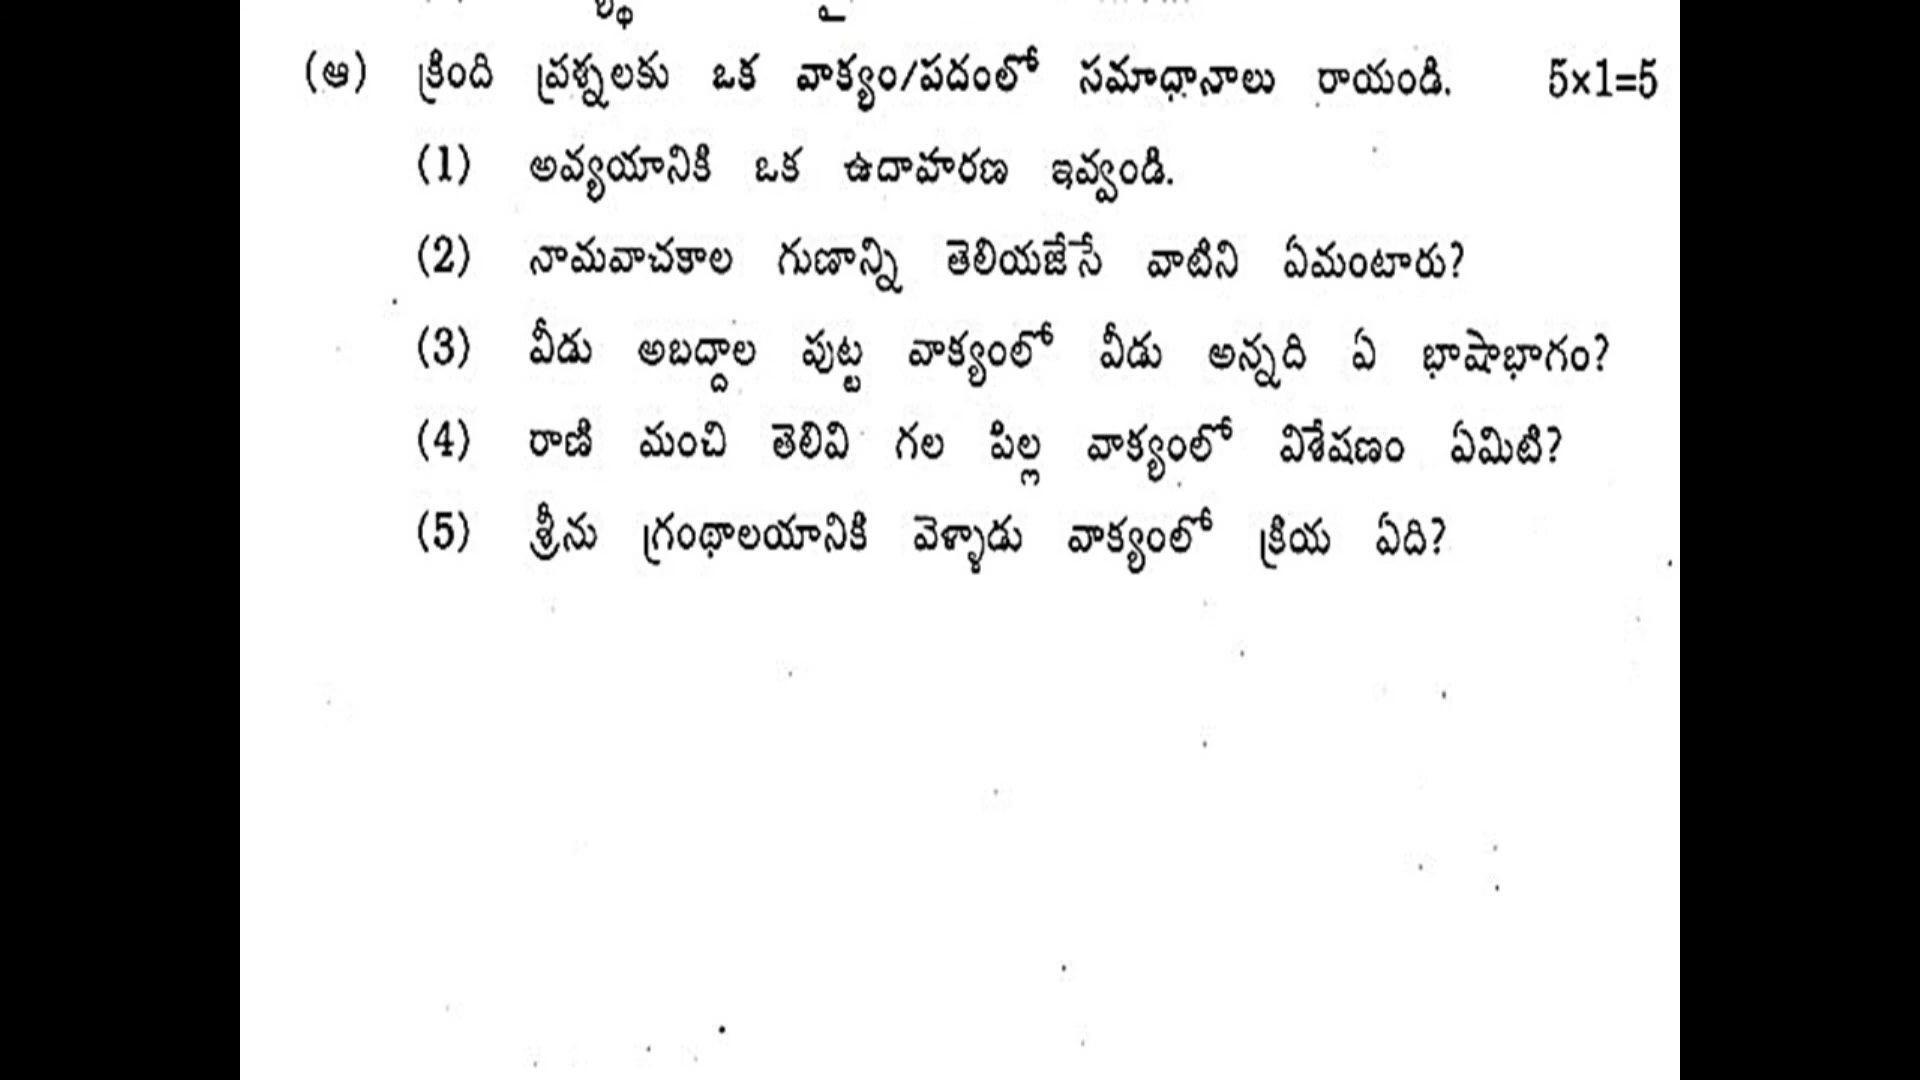 (ఆ) క్రింది ప్రశ్నలకు ఒక వాక్యం/పదంలో సమాధానాలు రాయండి. 5×1=5
(1) అవ్యయానికి ఒక ఉదాహరణ ఇవ్వండి.
(2) నామవాచకాల గుణాన్ని తెలియజేసే వాటిని ఏమంటారు?
(3) వీడు అబద్దాల పుట్ట వాక్యంలో వీడు అన్నది ఏ భాషాభాగం?
(4) రాణి మంచి తెలివి గల పిల్ల వాక్యంలో విశేషణం ఏమిటి?
(5) శ్రీను గ్రంథాలయానికి వెళ్ళాడు వాక్యంలో క్రియ ఏది?